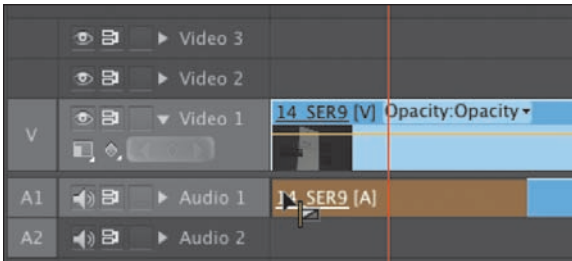 Video 3
Video 2
V Video 1 14_SER9 [V] Opacity:Opacity
A1 Audio 1 14_SER9 [A]
A2 Audio 2